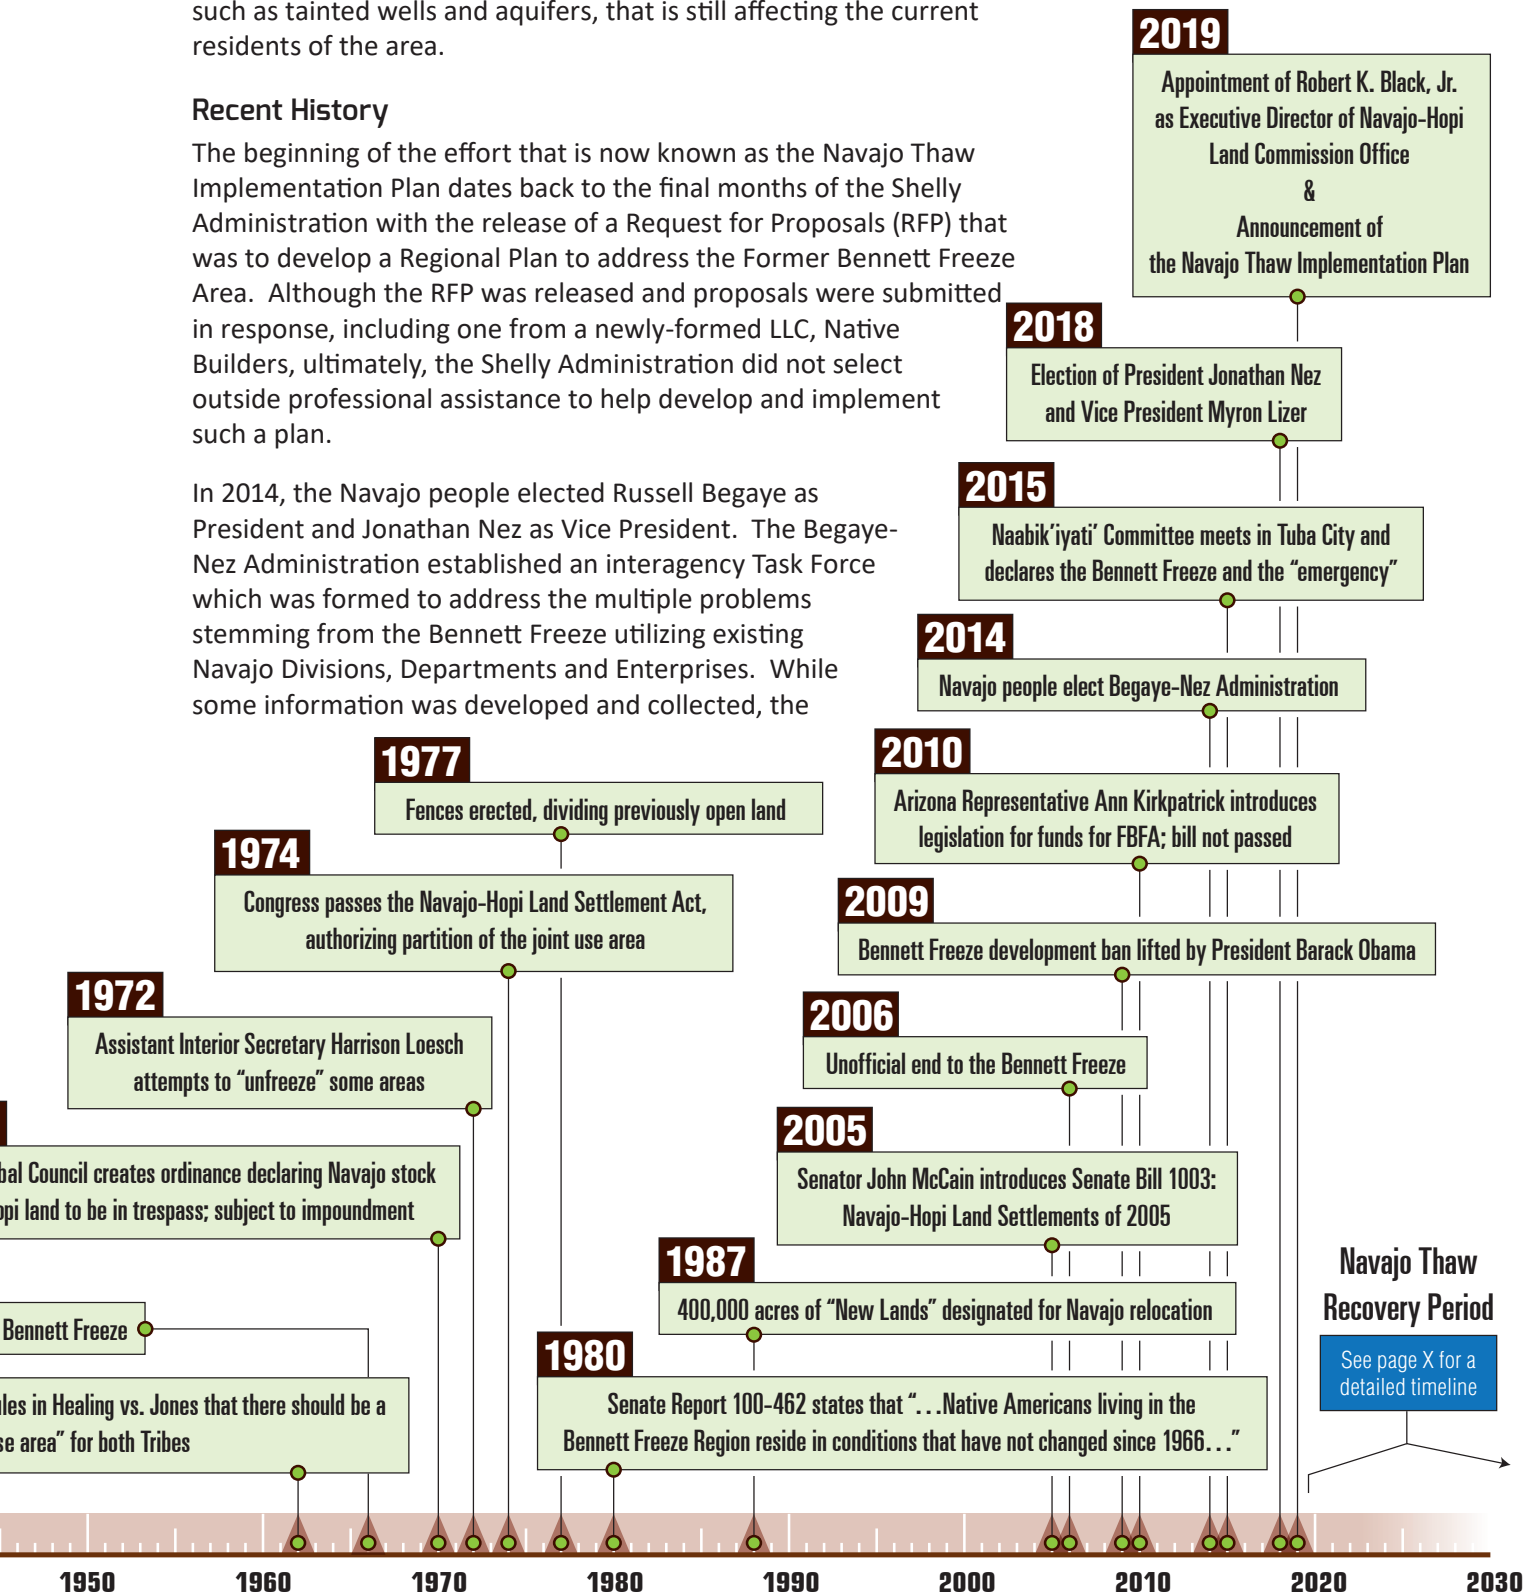 such as tainted wells and aquifers, that is still affecting the current
residents of the area.
Recent History
The beginning of the effort that is now known as the Navajo Thaw
Implementation Plan dates back to the final months of the Shelly
Administration with the release of a Request for Proposals (RFP) that
was to develop a Regional Plan to address the Former Bennett Freeze
Area.  Although the RFP was released and proposals were submitted
in response, including one from a newly-formed LLC, Native
Builders, ultimately, the Shelly Administration did not select
outside professional assistance to help develop and implement
such a plan.
In 2014, the Navajo people elected Russell Begaye as
President and Jonathan Nez as Vice President.  The Begaye-
Nez Administration established an interagency Task Force
which was formed to address the multiple problems
stemming from the Bennett Freeze utilizing existing
Navajo Divisions, Departments and Enterprises.  While
some information was developed and collected, the
2019
Appointment of Robert K. Black, Jr.
as Executive Director of Navajo-Hopi
Land Commission Office
&
Announcement of
the Navajo Thaw Implementation Plan
2018
Election of President Jonathan Nez
and Vice President Myron Lizer
2015
Naabik’iyati’ Committee meets in Tuba City and
declares the Bennett Freeze and the “emergency”
2014
Navajo people elect Begaye-Nez Administration
2010
Arizona Representative Ann Kirkpatrick introduces
legislation for funds for FBFA; bill not passed
2009
Bennett Freeze development ban lifted by President Barack Obama
2006
Unofficial end to the Bennett Freeze
2005
Senator John McCain introduces Senate Bill 1003:
Navajo-Hopi Land Settlements of 2005
1987
400,000 acres of “New Lands” designated for Navajo relocation
1980
Senate Report 100-462 states that “…Native Americans living in the
Bennett Freeze Region reside in conditions that have not changed since 1966…”
1977
Fences erected, dividing previously open land
1974
Congress passes the Navajo-Hopi Land Settlement Act,
authorizing partition of the joint use area
1972
Assistant Interior Secretary Harrison Loesch
attempts to “unfreeze” some areas
bal Council creates ordinance declaring Navajo stock
opi land to be in trespass; subject to impoundment
Bennett Freeze
les in Healing vs. Jones that there should be a
se area” for both Tribes
Navajo Thaw
Recovery Period
See page X for a
detailed timeline
1950 1960 1970 1980 1990 2000 2010 2020 2030